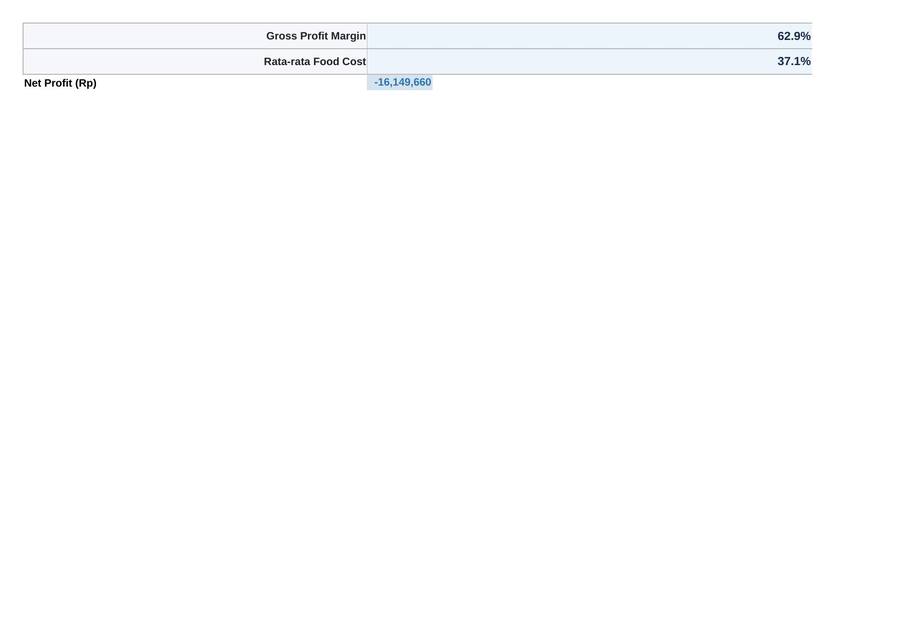 Gross Profit Margin 62.9%
Rata-rata Food Cost 37.1%
Net Profit (Rp) -16,149,660